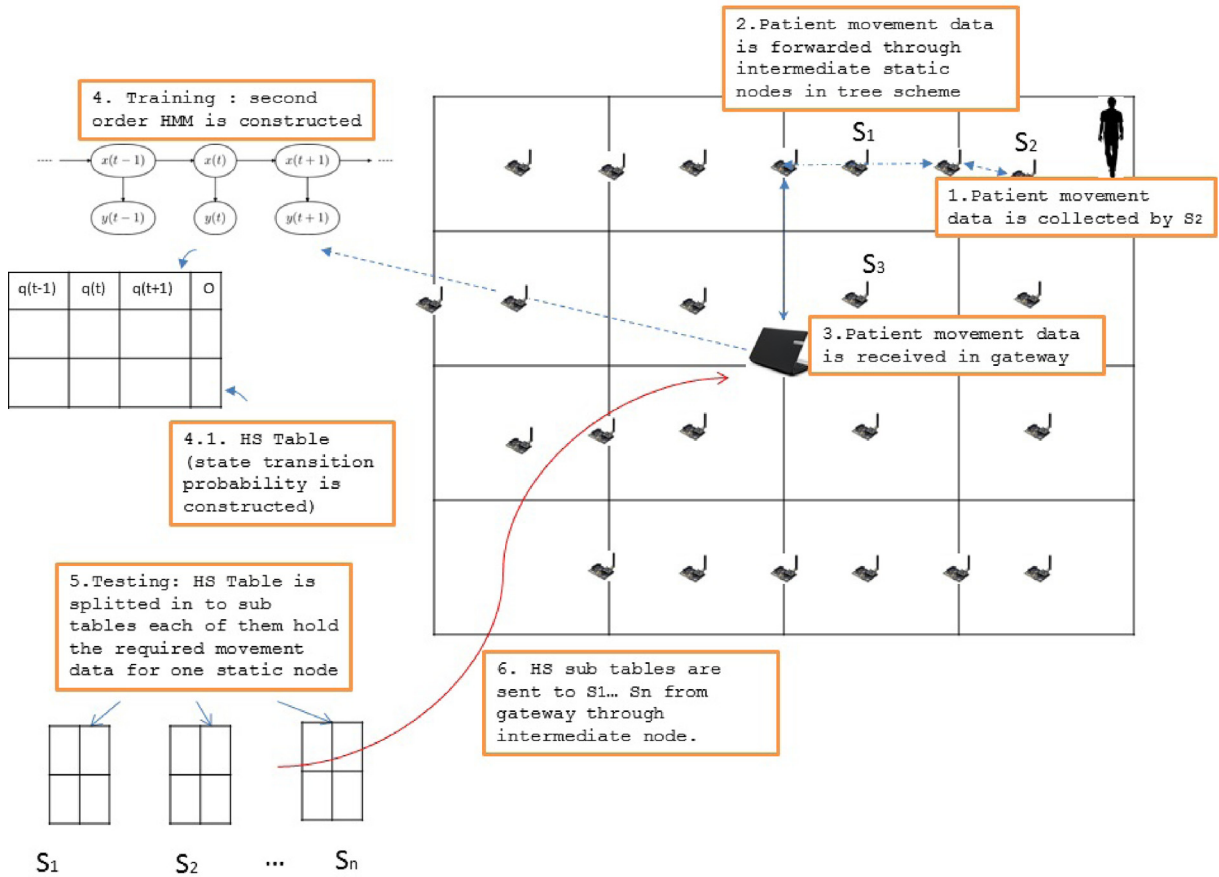 2.Patient movement data
is forwarded through
intermediate static
nodes in tree scheme
4. Training : second
order HMM is constructed
S1
S2
x(t − 1)
x(t)
x(t + 1)
y(t − 1)
y(t)
y(t + 1)
1.Patient movement
data is collected by S2
S3
q(t-1) q(t) q(t+1) O
3.Patient movement data
is received in gateway
4.1. HS Table
(state transition
probability is
constructed)
5.Testing: HS Table is
splitted in to sub
tables each of them hold
the required movement
data for one static node
6. HS sub tables are
sent to S1… Sn from
gateway through
intermediate node.
S1 S2 ... Sn